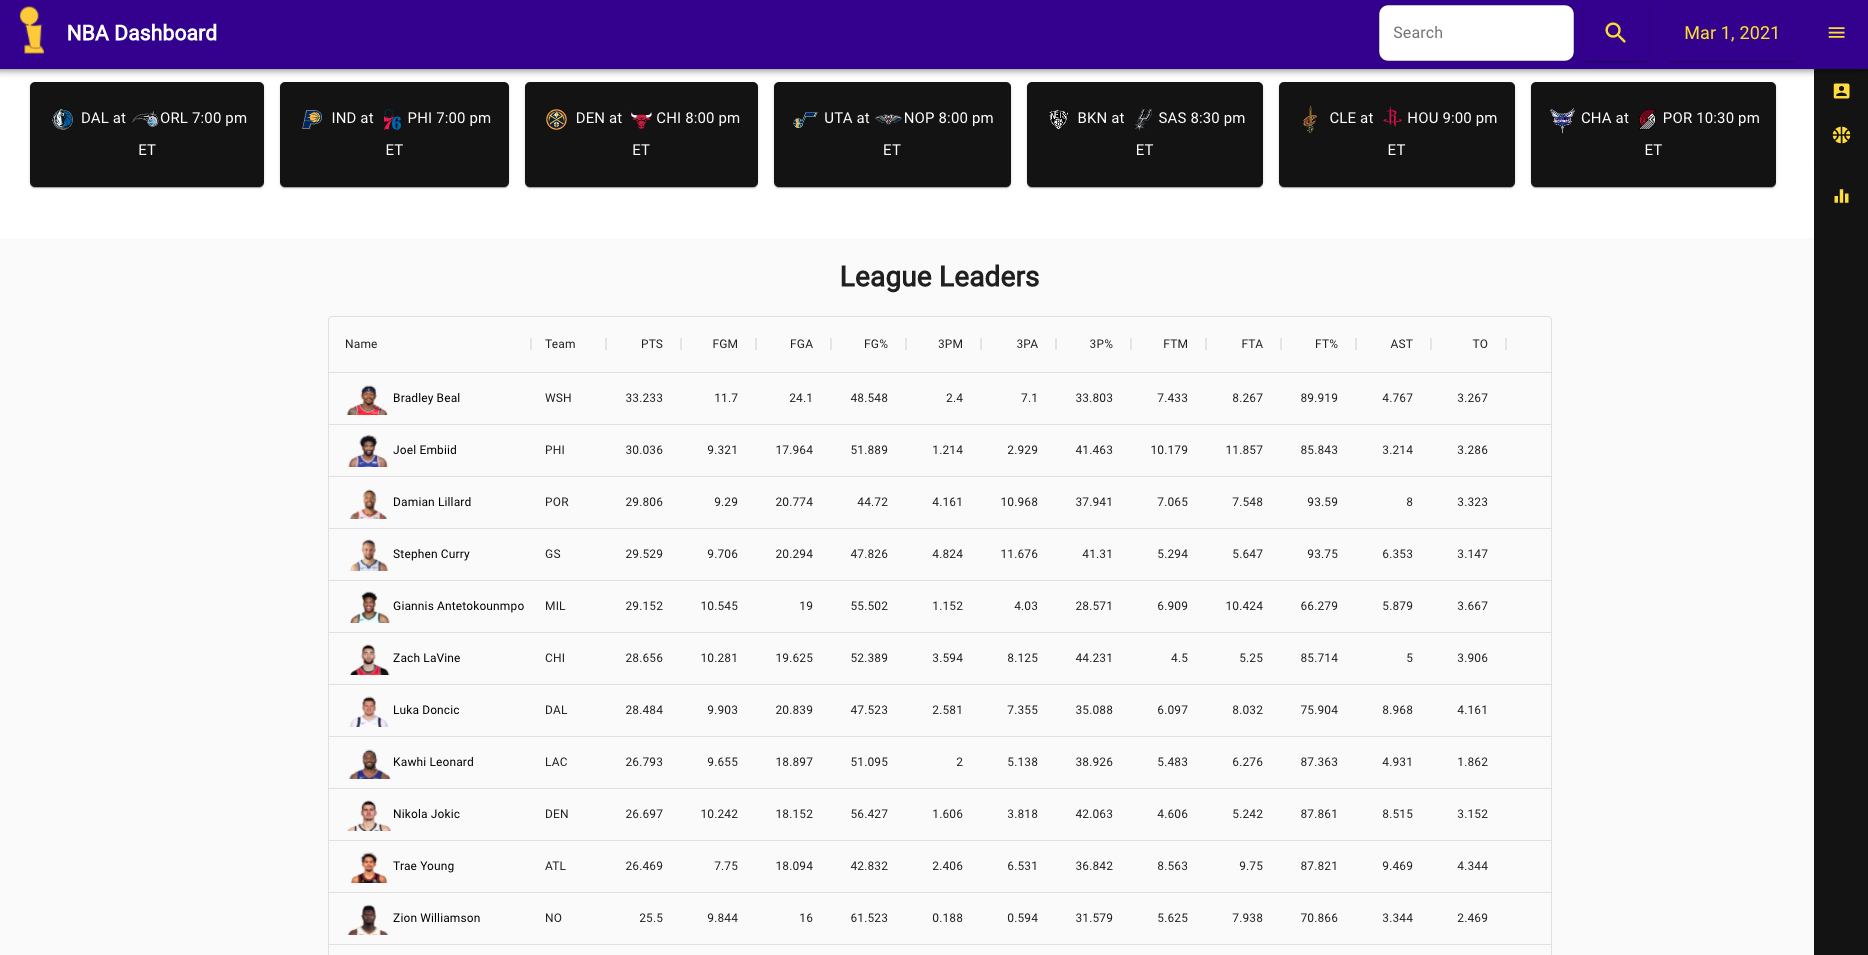 NBA Dashboard
Search
Mar 1, 2021
DAL at ORL 7:00 pm
ET
IND at PHI 7:00 pm
ET
DEN at CHI 8:00 pm
ET
UTA at NOP 8:00 pm
ET
BKN at SAS 8:30 pm
ET
CLE at HOU 9:00 pm
ET
CHA at POR 10:30 pm
ET
League Leaders
Name Team PTS FGM FGA FG% 3PM 3PA 3P% FTM FTA FT% AST TO
Bradley Beal WSH 33.233 11.7 24.1 48.548 2.4 7.1 33.803 7.433 8.267 89.919 4.767 3.267
Joel Embiid PHI 30.036 9.321 17.964 51.889 1.214 2.929 41.463 10.179 11.857 85.843 3.214 3.286
Damian Lillard POR 29.806 9.29 20.774 44.72 4.161 10.968 37.941 7.065 7.548 93.59 8 3.323
Stephen Curry GS 29.529 9.706 20.294 47.826 4.824 11.676 41.31 5.294 5.647 93.75 6.353 3.147
Giannis Antetokounmpo MIL 29.152 10.545 19 55.502 1.152 4.03 28.571 6.909 10.424 66.279 5.879 3.667
Zach LaVine CHI 28.656 10.281 19.625 52.389 3.594 8.125 44.231 4.5 5.25 85.714 5 3.906
Luka Doncic DAL 28.484 9.903 20.839 47.523 2.581 7.355 35.088 6.097 8.032 75.904 8.968 4.161
Kawhi Leonard LAC 26.793 9.655 18.897 51.095 2 5.138 38.926 5.483 6.276 87.363 4.931 1.862
Nikola Jokic DEN 26.697 10.242 18.152 56.427 1.606 3.818 42.063 4.606 5.242 87.861 8.515 3.152
Trae Young ATL 26.469 7.75 18.094 42.832 2.406 6.531 36.842 8.563 9.75 87.821 9.469 4.344
Zion Williamson NO 25.5 9.844 16 61.523 0.188 0.594 31.579 5.625 7.938 70.866 3.344 2.469